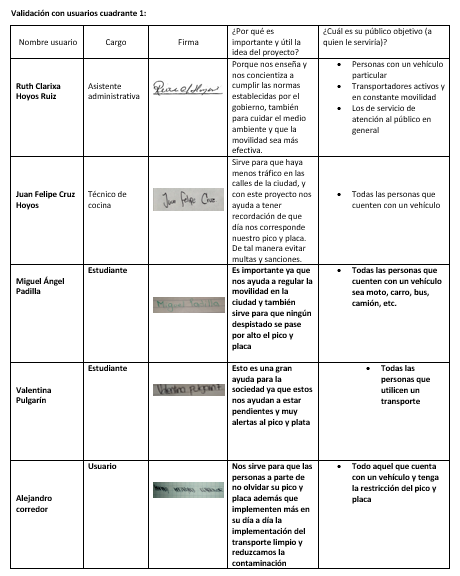 Validación con usuarios cuadrante 1:
Nombre usuario
Cargo
Firma
¿Por qué es
importante y útil la
idea del proyecto?
¿Cuál es su público objetivo (a
quien le serviría)?
Ruth Clarixa
Hoyos Ruiz
Asistente
administrativa
Porque nos enseña y
nos concientiza a
cumplir las normas
establecidas por el
gobierno, también
para cuidar el medio
ambiente y que la
movilidad sea más
efectiva.
• Personas con un vehículo
particular
• Transportadores activos y
en constante movilidad
• Los de servicio de
atención al público en
general
Juan Felipe Cruz
Hoyos
Técnico de
cocina
Juan Felipe Cruz
Sirve para que haya
menos tráfico en las
calles de la ciudad, y
con este proyecto nos
ayuda a tener
recordación de que
día nos corresponde
nuestro pico y placa.
De tal manera evitar
multas y sanciones.
• Todas las personas que
cuenten con un vehículo
Miguel Ángel
Padilla
Estudiante
Miguel Padilla
Es importante ya que
nos ayuda a regular la
movilidad en la
ciudad y también
sirve para que ningún
despistado se pase
por alto el pico y
placa
• Todas las personas que
cuenten con un vehículo
sea moto, carro, bus,
camión, etc.
Valentina
Pulgarín
Estudiante
Valentina pulgarin
Esto es una gran
ayuda para la
sociedad ya que estos
nos ayudan a estar
pendientes y muy
alertas al pico y plata
• Todas las
personas que
utilicen un
transporte
Alejandro
corredor
Usuario
Nos sirve para que las
personas a parte de
no olvidar su pico y
placa además que
implementen más en
su día a día la
implementación del
transporte limpio y
reduzcamos la
contaminación
• Todo aquel que cuenta
con un vehículo y tenga
la restricción del pico y
placa